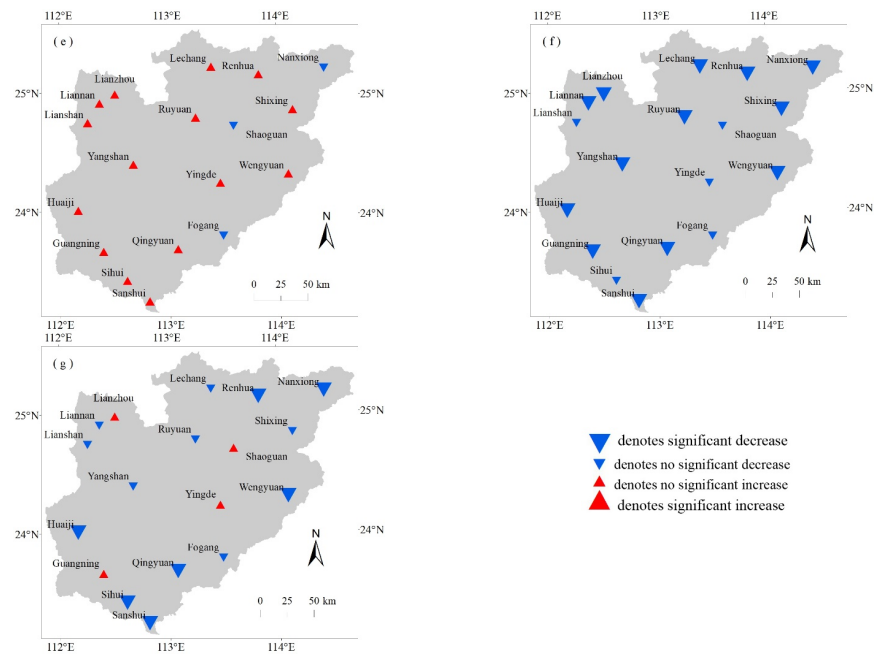 112°E 113°E 114°E
(e)
Lechang
Renhua
Nanxiong
Lianzhou
25°N
Liannan
Lianshan
Ruyuan
Shixing
25°N
Shaoguan
Yangshan
Yingde
Wengyuan
Huaiji
24°N
Fogang
24°N
Guangning
Qingyuan
N
Sihui
Sanshui
0 25 50 km
112°E 113°E 114°E
112°E 113°E 114°E
(f)
Lechang
Renhua
Nanxiong
Lianzhou
25°N
Liannan
Lianshan
Ruyuan
Shixing
25°N
Shaoguan
Yangshan
Yingde
Wengyuan
Huaiji
24°N
Fogang
24°N
Guangning
Qingyuan
N
Sihui
Sanshui
0 25 50 km
112°E 113°E 114°E
(g)
Lechang
Renhua
Nanxiong
Lianzhou
25°N
Liannan
Lianshan
Ruyuan
Shixing
25°N
Shaoguan
Yangshan
Yingde
Wengyuan
Huaiji
24°N
Fogang
24°N
Guangning
Qingyuan
N
Sihui
Sanshui
0 25 50 km
112°E 113°E 114°E
denotes significant decrease
denotes no significant decrease
denotes no significant increase
denotes significant increase